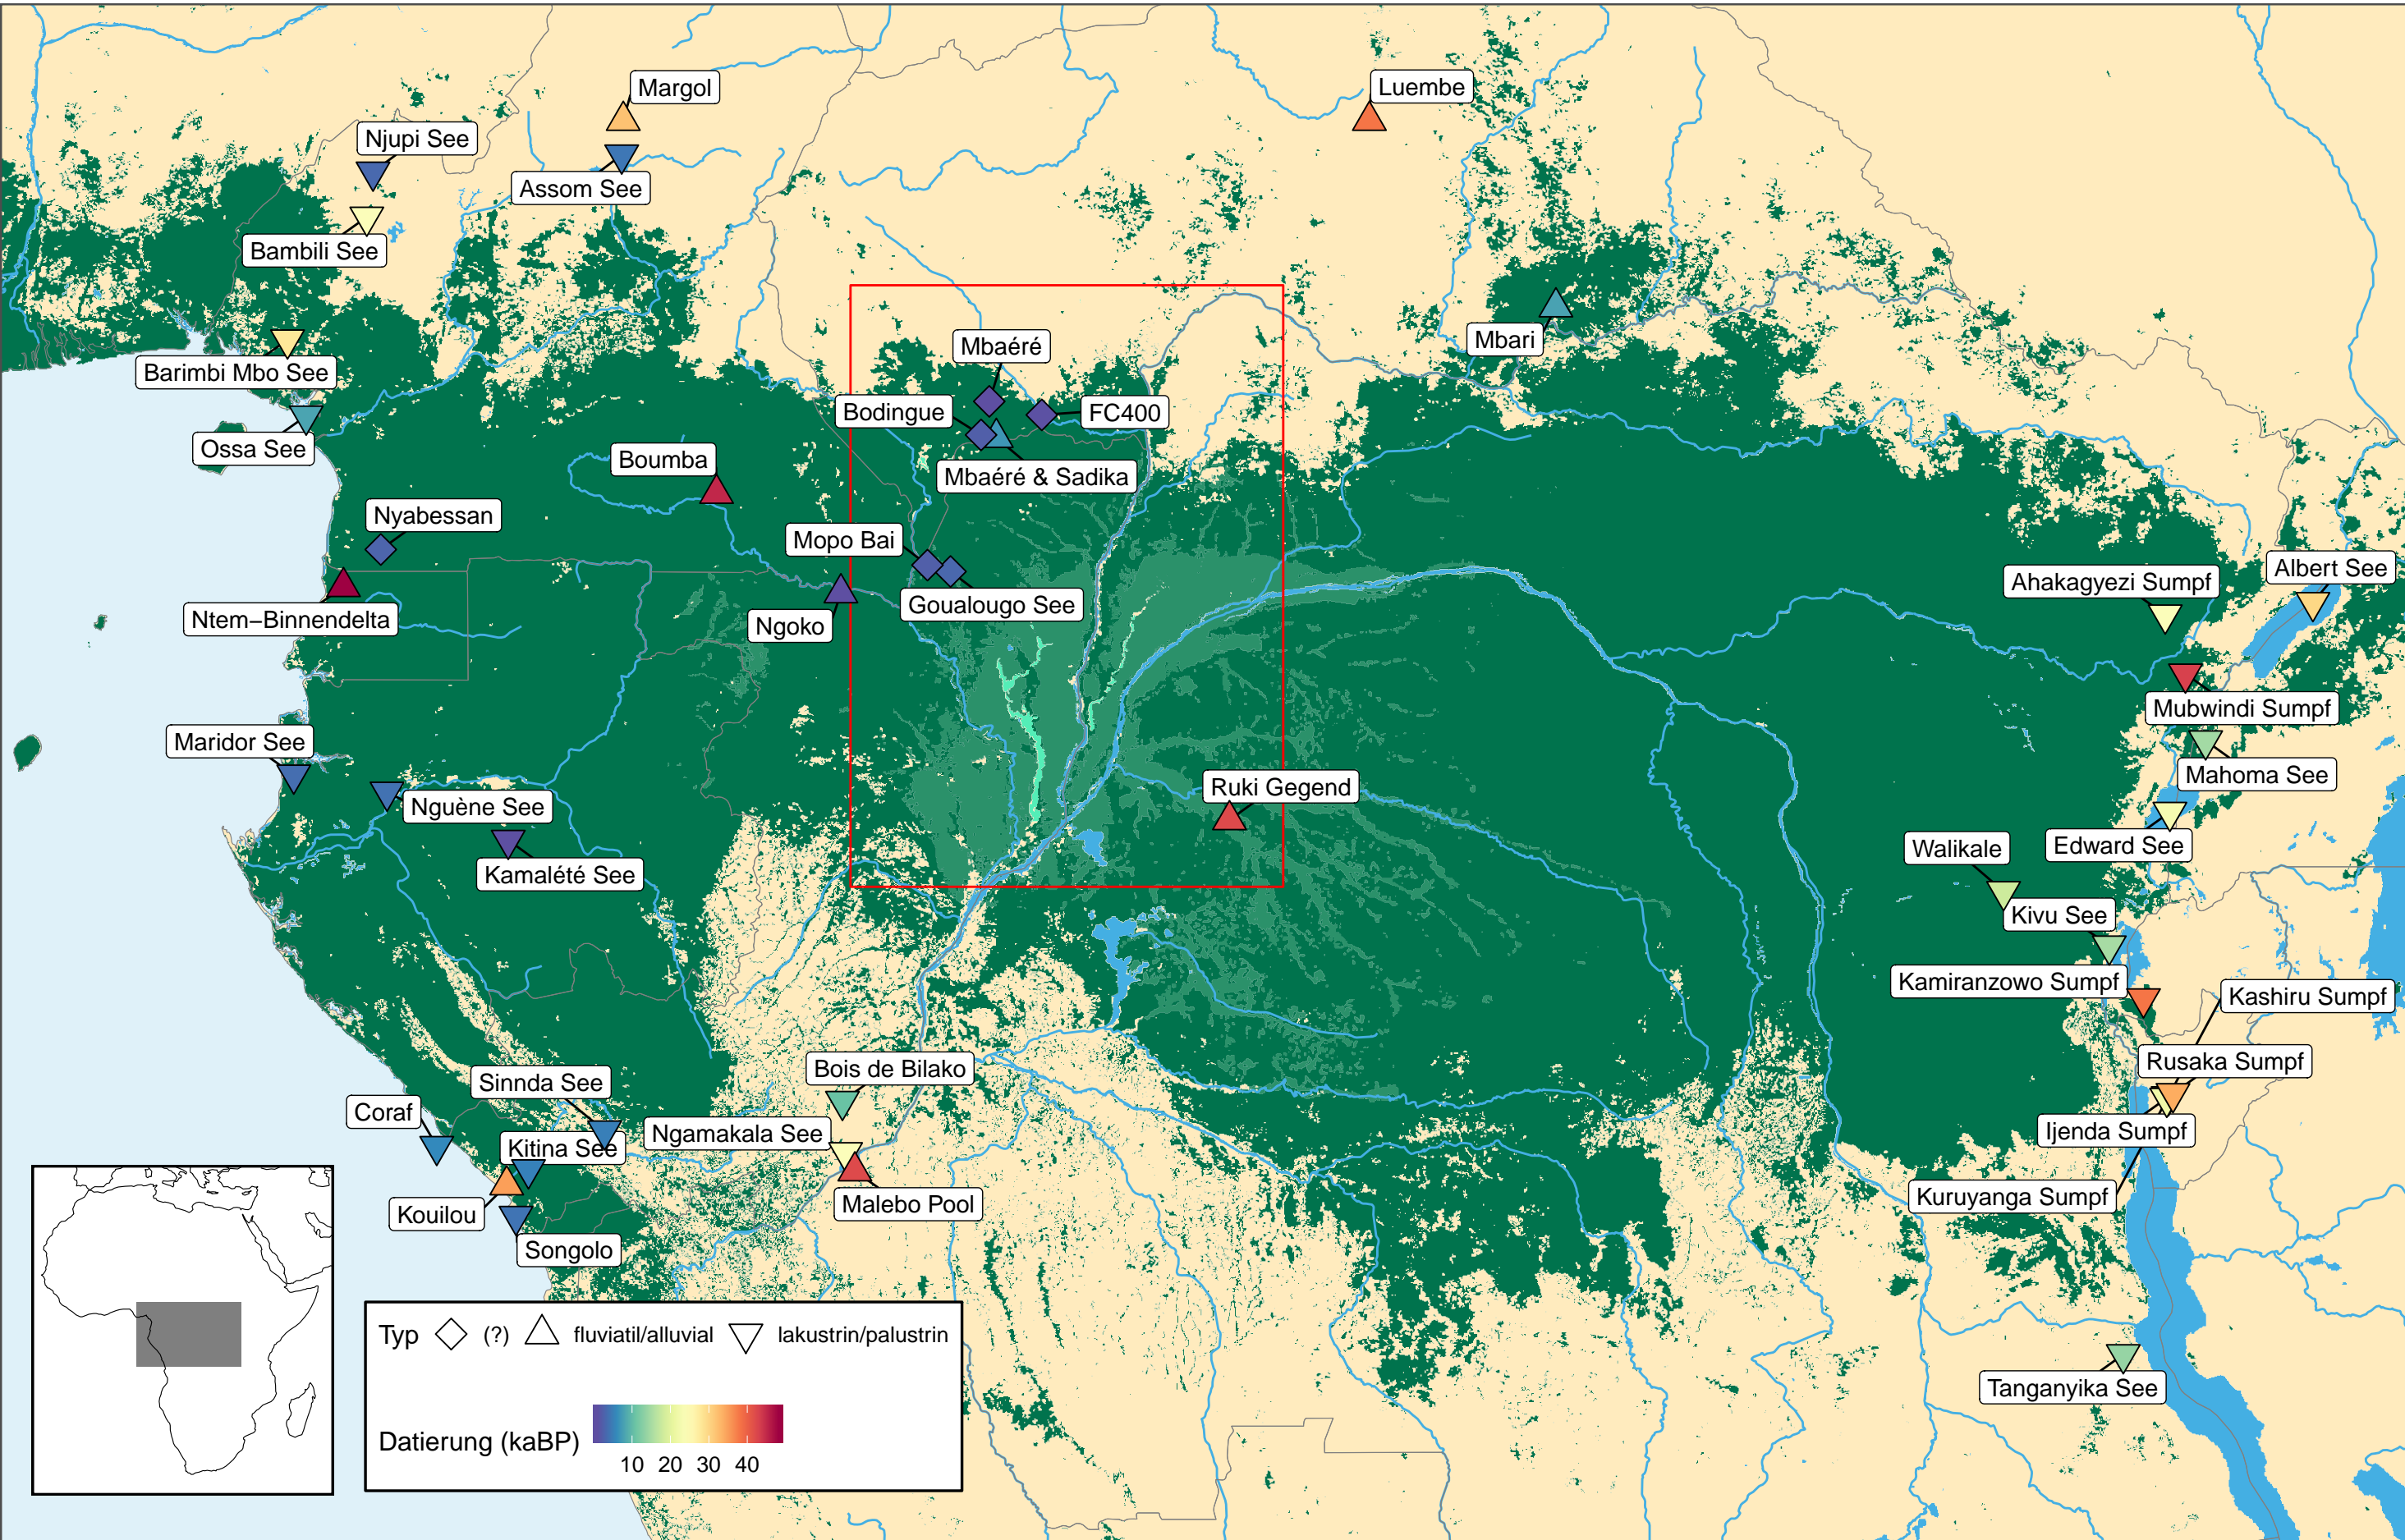 Margol
Luembe
Njupi See
Assom See
Bambili See
Mbari
Mbaéré
Barimbi Mbo See
Bodingue
FC400
Ossa See
Boumba
Mbaéré & Sadika
Nyabessan
Mopo Bai
Albert See
Ahakagyezi Sumpf
Goualougo See
Ntem−Binnendelta
Ngoko
Mubwindi Sumpf
Maridor See
Mahoma See
Ruki Gegend
Nguène See
Edward See
Walikale
Kamalété See
Kivu See
Kamiranzowo Sumpf
Kashiru Sumpf
Rusaka Sumpf
Bois de Bilako
Sinnda See
Coraf
Ngamakala See
Ijenda Sumpf
Kitina See
Kuruyanga Sumpf
Malebo Pool
Kouilou
Songolo
Tanganyika See
Typ (?) fluviatil/alluvial lakustrin/palustrin
Datierung (kaBP)
10 20 30 40